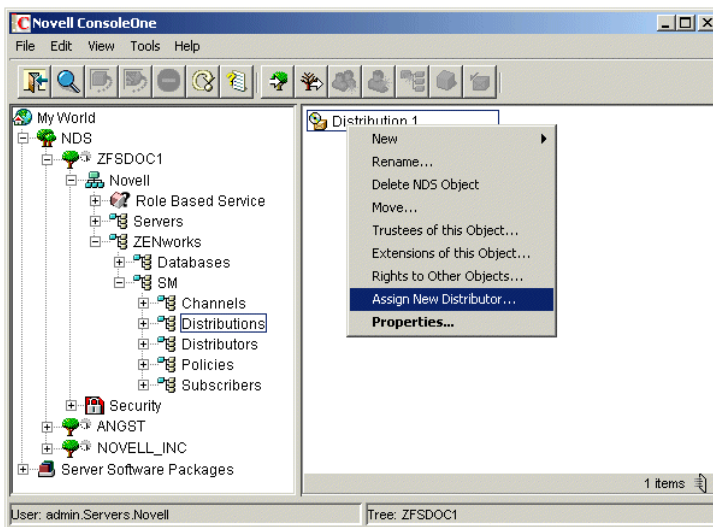 Novell ConsoleOne
File Edit View Tools Help
My World
NDS
ZFSDOC1
Novell
Role Based Service
Servers
ZENworks
Databases
SM
Channels
Distributions
Distributors
Policies
Subscribers
Security
ANGST
NOVELL_INC
Server Software Packages
Distribution 1
New
Rename...
Delete NDS Object
Move...
Trustees of this Object...
Extensions of this Object...
Rights to Other Objects...
Assign New Distributor...
Properties...
1 items
User: admin.Servers.Novell
Tree: ZFSDOC1